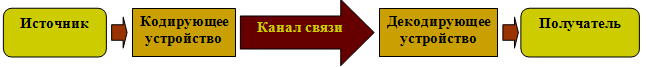 Источник
Кодирующее
устройство
Канал связи
Декодирующее
устройство
Получатель